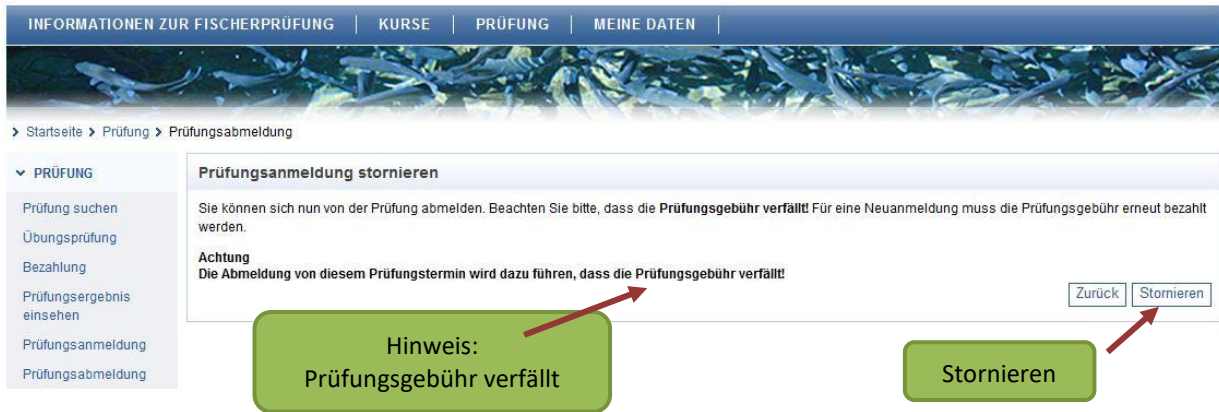 INFORMATIONEN ZUR FISCHERPRÜFUNG | KURSE | PRÜFUNG | MEINE DATEN |
> Startseite > Prüfung > Prüfungsabmeldung
PRÜFUNG
Prüfung suchen
Übungsprüfung
Bezahlung
Prüfungsergebnis
einsehen
Prüfungsanmeldung
Prüfungsabmeldung
Prüfungsanmeldung stornieren
Sie können sich nun von der Prüfung abmelden. Beachten Sie bitte, dass die Prüfungsgebühr verfällt! Für eine Neuanmeldung muss die Prüfungsgebühr erneut bezahlt
werden.
Achtung
Die Abmeldung von diesem Prüfungstermin wird dazu führen, dass die Prüfungsgebühr verfällt!
Zurück Stornieren
Hinweis:
Prüfungsgebühr verfällt
Stornieren